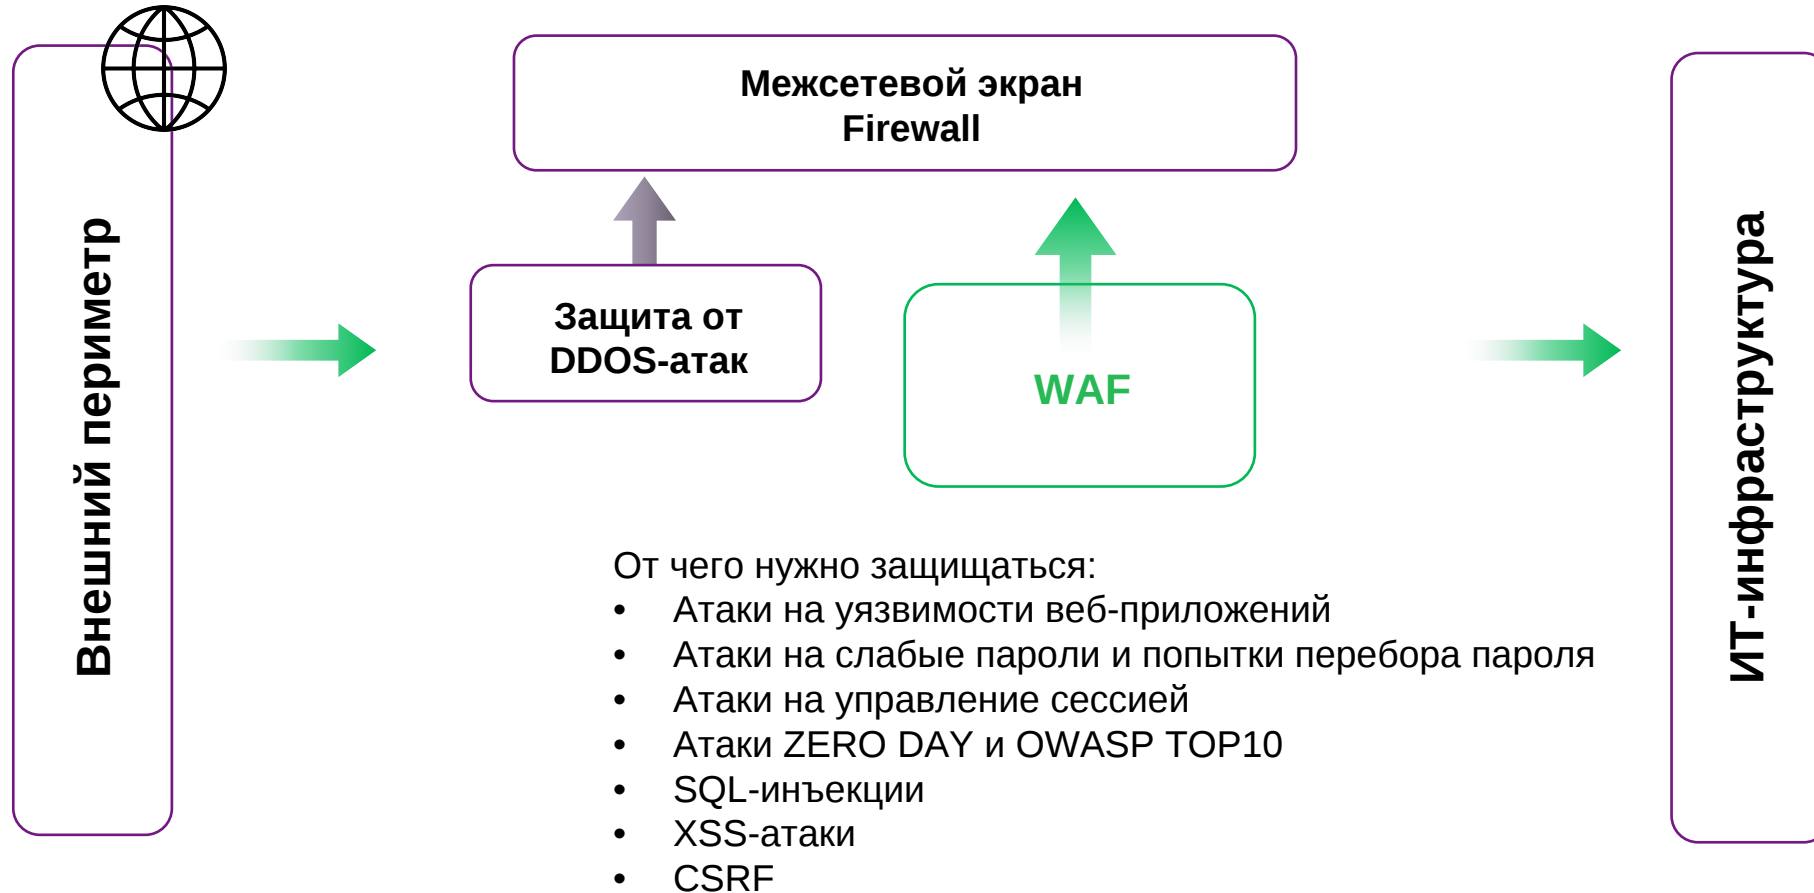 Внешний периметр
Межсетевой экран
Firewall
Защита от
DDOS-атак
WAF
ИТ-инфраструктура
От чего нужно защищаться:
• Атаки на уязвимости веб-приложений
• Атаки на слабые пароли и попытки перебора пароля
• Атаки на управление сессией
• Атаки ZERO DAY и OWASP TOP10
• SQL-инъекции
• XSS-атаки
• CSRF